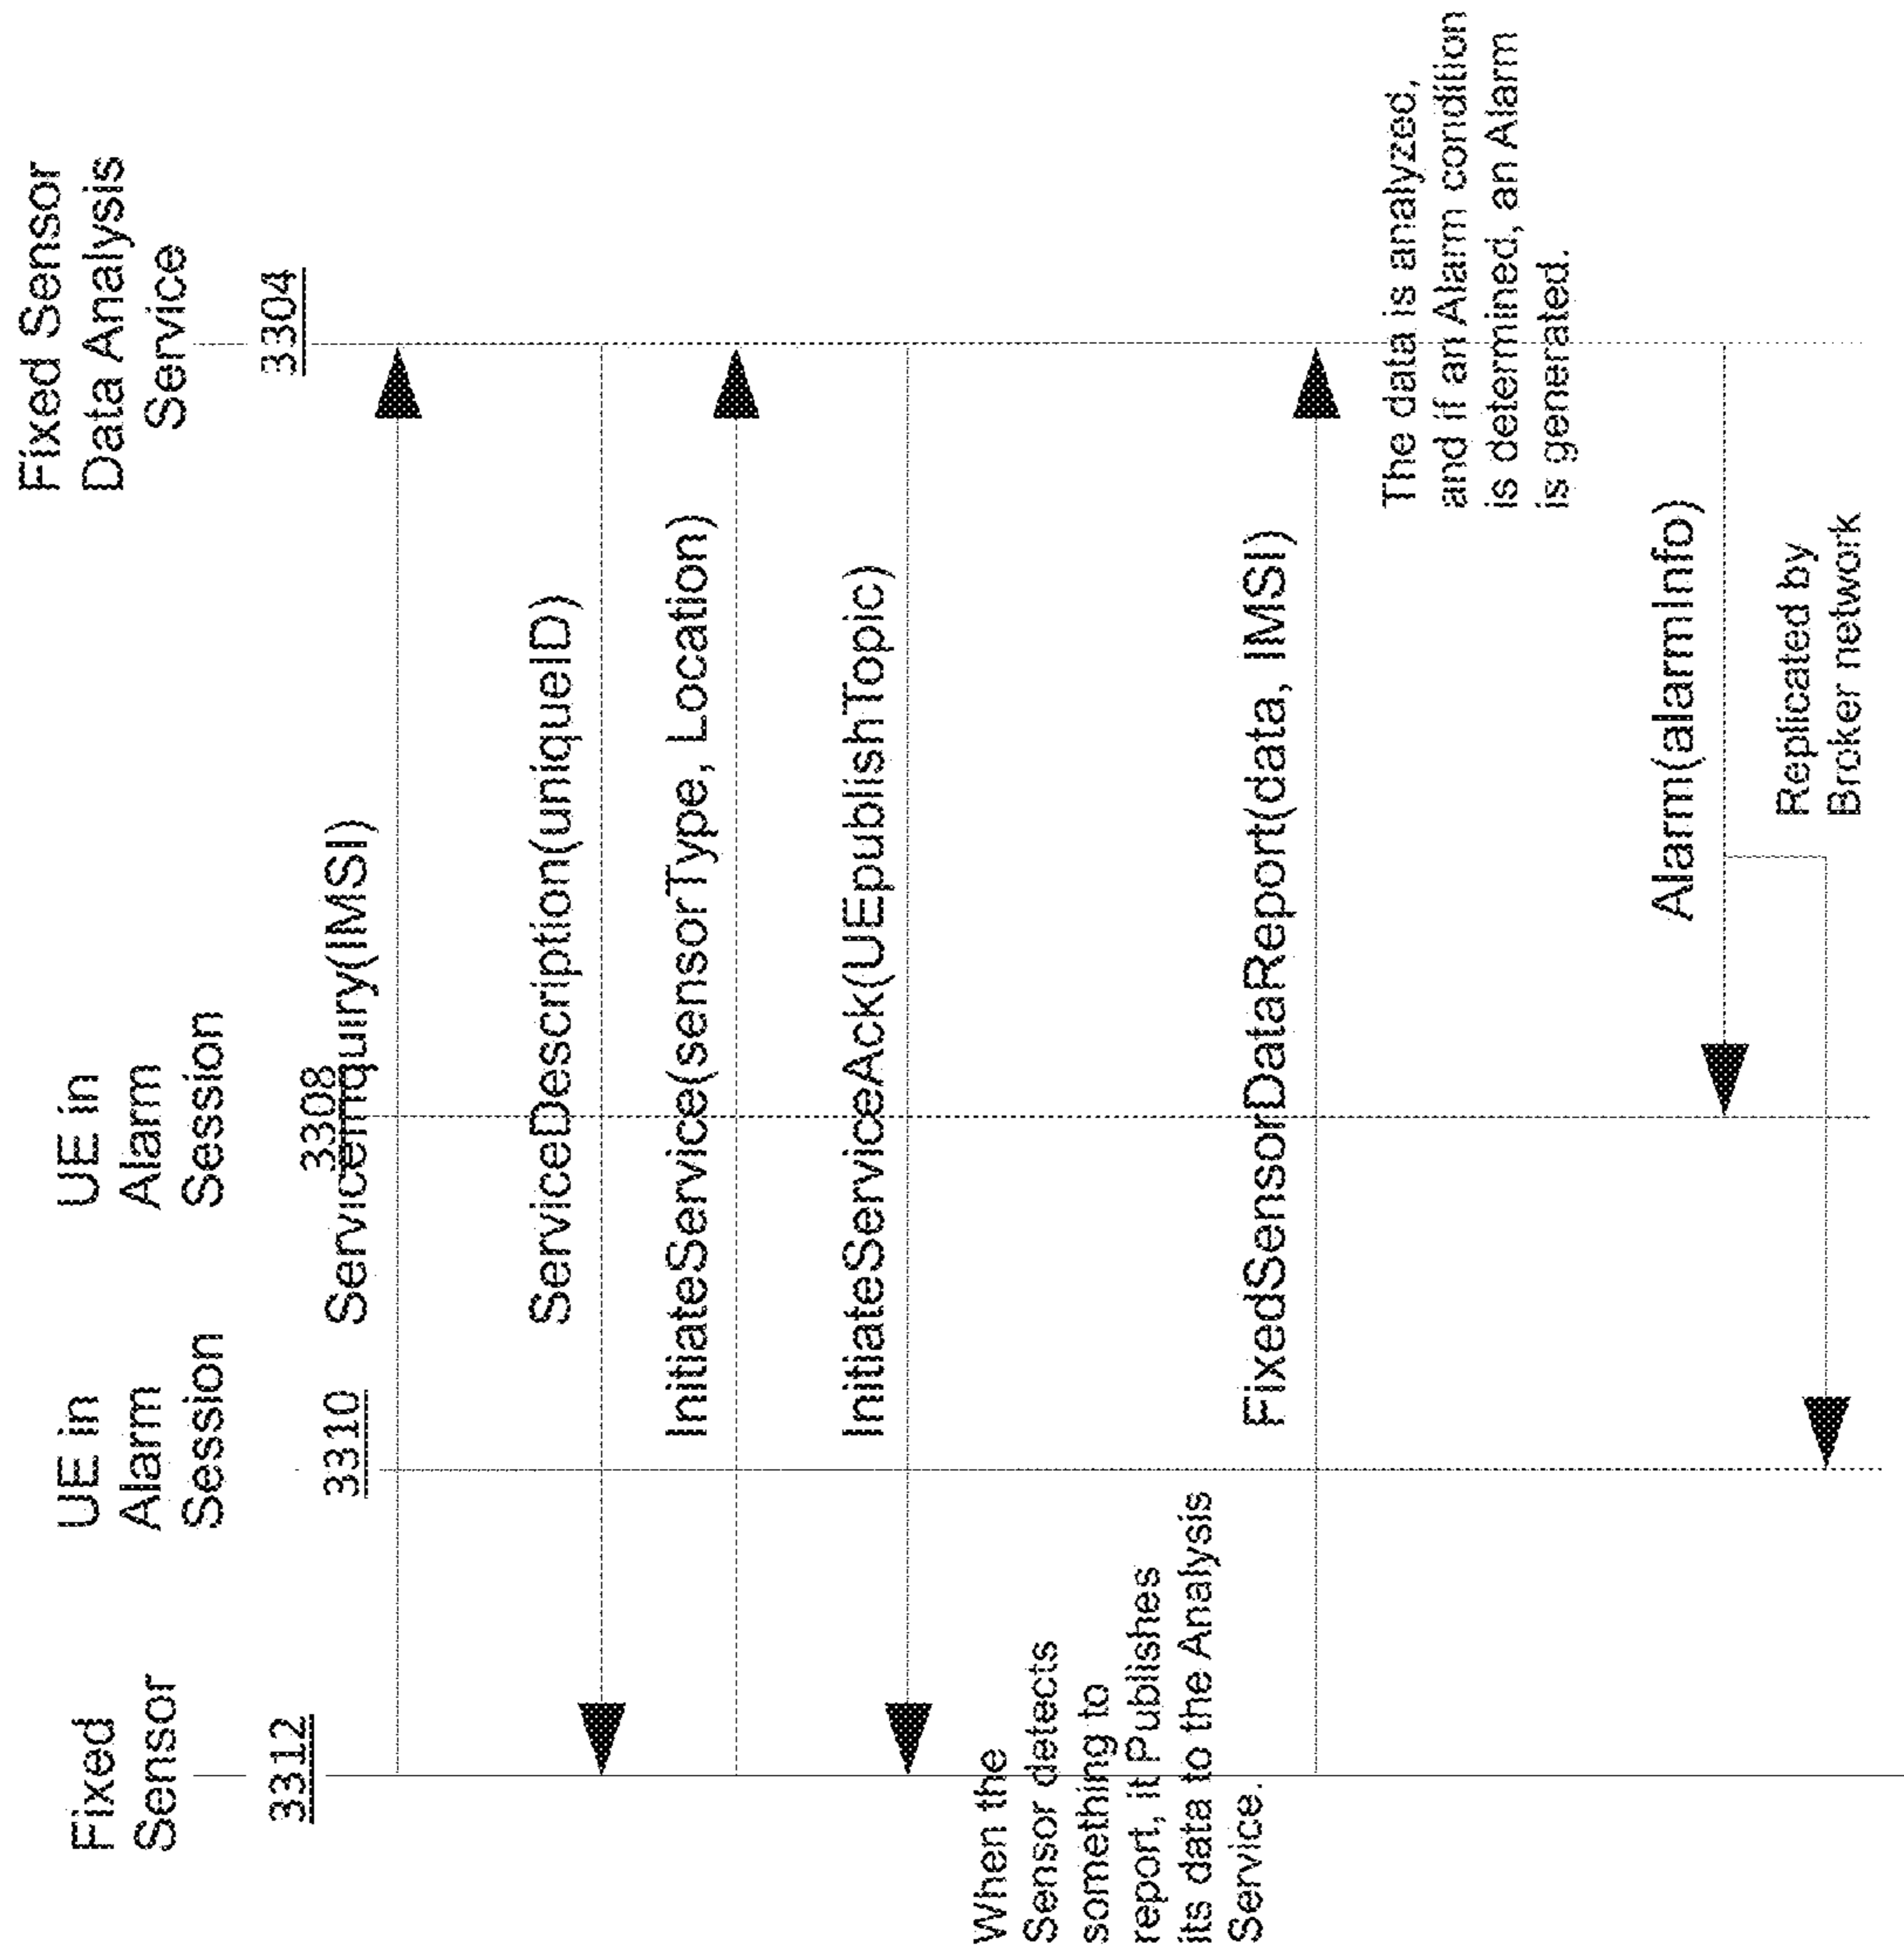 Fixed
Sensor
3312
UE in
Alarm
Session
3310
UE in
Alarm
Session
3308
Fixed Sensor
Data Analysis
Service
3304
ServiceInquiry(IMSI)
ServiceDescription(uniqueID)
InitiateService(sensorType, Location)
InitiateServiceAck(UEpublishTopic)
When the
Sensor detects
something to
report, it Publishes
its data to the Analysis
Service.
FixedSensorDataReport(data, IMSI)
The data is analyzed,
and if an Alarm condition
is determined, an Alarm
is generated.
Alarm(alarmInfo)
Replicated by
Broker network